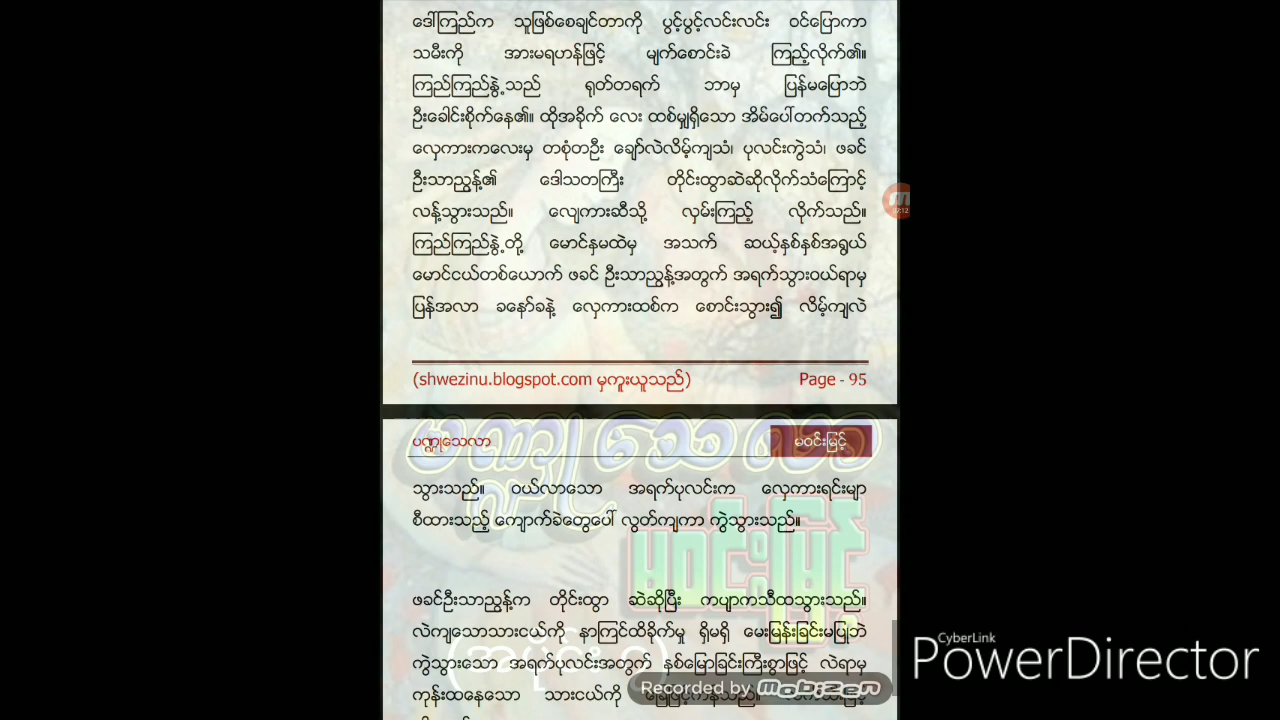 ဒေါ်ကြည်က သူဖြစ်စေချင်တာကို ပွင့်ပွင့်လင်းလင်း ဝင်ပြောကာ
သမီးကို အားမရဟန်ဖြင့် မျက်စောင်းခဲ ကြည့်လိုက်၏။
ကြည်ကြည်နွဲ့သည် ရုတ်တရက် ဘာမှ ပြန်မပြောဘဲ
ဦးခေါင်းစိုက်နေ၏။ ထိုအခိုက် လေး ထစ်မျှရှိသော အိမ်ပေါ်တက်သည့်
လှေကားကလေးမှ တစုံတဦး ချော်လဲလိမ့်ကျသံ၊ ပုလင်းကွဲသံ၊ ဖခင်
ဦးသာညွန့်၏ ဒေါသတကြီး တိုင်းထွာဆဲဆိုလိုက်သံကြောင့်
လန့်သွားသည်။ လျေကားဆီသို့ လှမ်းကြည့် လိုက်သည်။
ကြည်ကြည်နွဲ့တို့ မောင်နှမထဲမှ အသက် ဆယ့်နှစ်နှစ်အရွယ်
မောင်ငယ်တစ်ယောက် ဖခင် ဦးသာညွန့်အတွက် အရက်သွားဝယ်ရာမှ
ပြန်အလာ ခနော်ခနဲ့ လှေကားထစ်က စောင်းသွား၍ လိမ့်ကျလဲ
(shwezinu.blogspot.com မှကူးယူသည်) Page - 95
ပဏ္ဍုသေလာ မဝင်းမြင့်
သွားသည်။ ဝယ်လာသော အရက်ပုလင်းက လှေကားရင်းမျာ
စီထားသည့် ကျောက်ခဲတွေပေါ် လွတ်ကျကာ ကွဲသွားသည်။
ပဏ္ဍုသေလာ
မဝင်းမြင့်
ဖခင်ဦးသာညွန့်က တိုင်းထွာ ဆဲဆိုပြီး ကပျာကသီထသွားသည်။
လဲကျသောသားငယ်ကို နာကြင်ထိခိုက်မှု ရှိမရှိ မေးမြန်းခြင်းမပြုဘဲ
ကွဲသွားသော အရက်ပုလင်းအတွက် နှစ်မြောခြင်းကြီးစွာဖြင့် လဲရာမှ
ကုန်းထနေသော သားငယ်ကို
Recorded by mobizen
07:12
CyberLink
PowerDirector